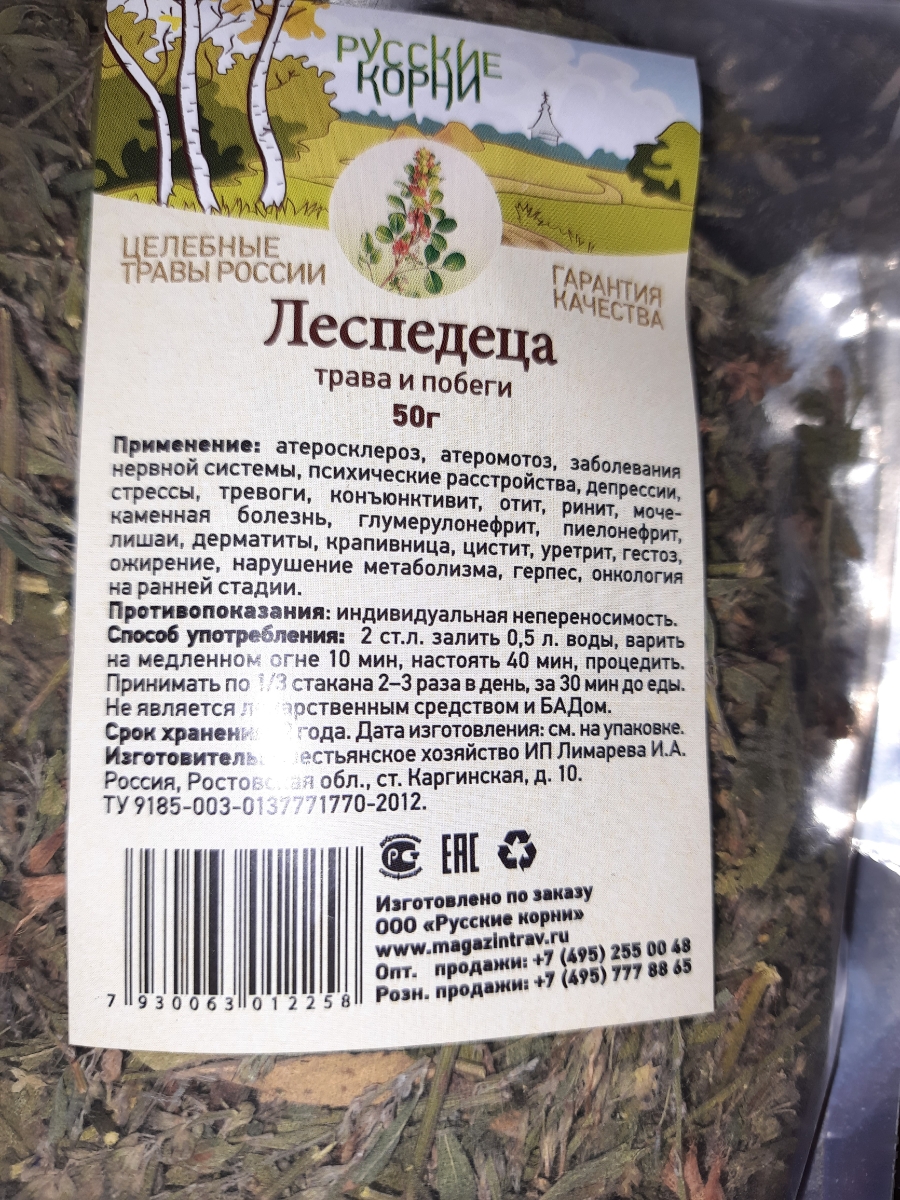 РУССКИЕ
КОРНИ
ЦЕЛЕБНЫЕ
ТРАВЫ РОССИИ
ГАРАНТИЯ
КАЧЕСТВА
Леспедеца
трава и побеги
50г
Применение: атеросклероз, атеромотоз, заболевания
нервной системы, психические расстройства, депрессии,
стрессы, тревоги, конъюнктивит, отит, ринит, моче-
каменная болезнь, глумерулонефрит, пиелонефрит,
лишаи, дерматиты, крапивница, цистит, уретрит, гестоз,
ожирение, нарушение метаболизма, герпес, онкология
на ранней стадии.
Противопоказания: индивидуальная непереносимость.
Способ употребления: 2 ст.л. залить 0,5 л. воды, варить
на медленном огне 10 мин, настоять 40 мин, процедить.
Принимать по 1/3 стакана 2–3 раза в день, за 30 мин до еды.
Не является лекарственным средством и БАДом.
Срок хранения: 2 года. Дата изготовления: см. на упаковке.
Изготовитель: Крестьянское хозяйство ИП Лимарева И.А.
Россия, Ростовская обл., ст. Каргинская, д. 10.
ТУ 9185-003-0137771770-2012.
РС ЕАС
Изготовлено по заказу
ООО «Русские корни»
www.magazintrav.ru
Опт. продажи: +7 (495) 255 00 48
Розн. продажи: +7 (495) 777 88 65
7 930063 012258